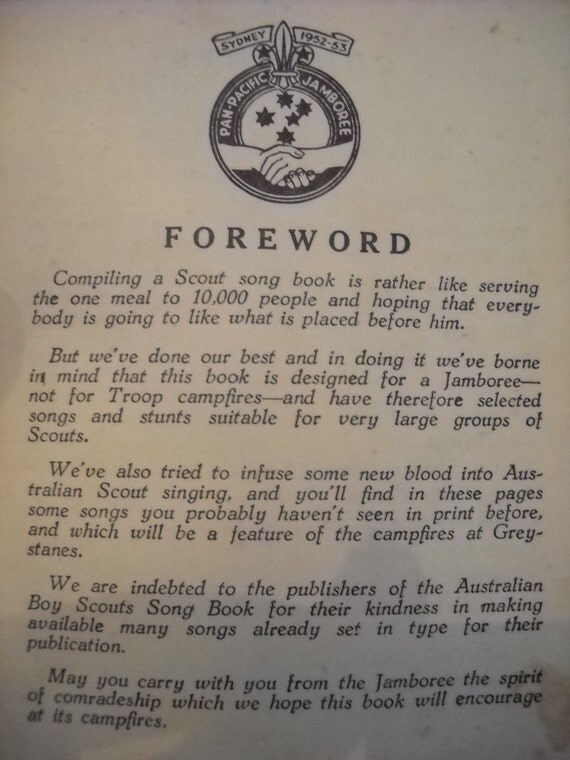 SYDNEY 1952-53
PAN-PACIFIC JAMBOREE
FOREWORD
Compiling a Scout song book is rather like serving
the one meal to 10,000 people and hoping that every-
body is going to like what is placed before him.
But we've done our best and in doing it we've borne
in mind that this book is designed for a Jamboree—
not for Troop campfires—and have therefore selected
songs and stunts suitable for very large groups of
Scouts.
We've also tried to infuse some new blood into Aus-
tralian Scout singing, and you'll find in these pages
some songs you probably haven't seen in print before,
and which will be a feature of the campfires at Grey-
stanes.
We are indebted to the publishers of the Australian
Boy Scouts Song Book for their kindness in making
available many songs already set in type for their
publication.
May you carry with you from the Jamboree the spirit
of comradeship which we hope this book will encourage
at its campfires.